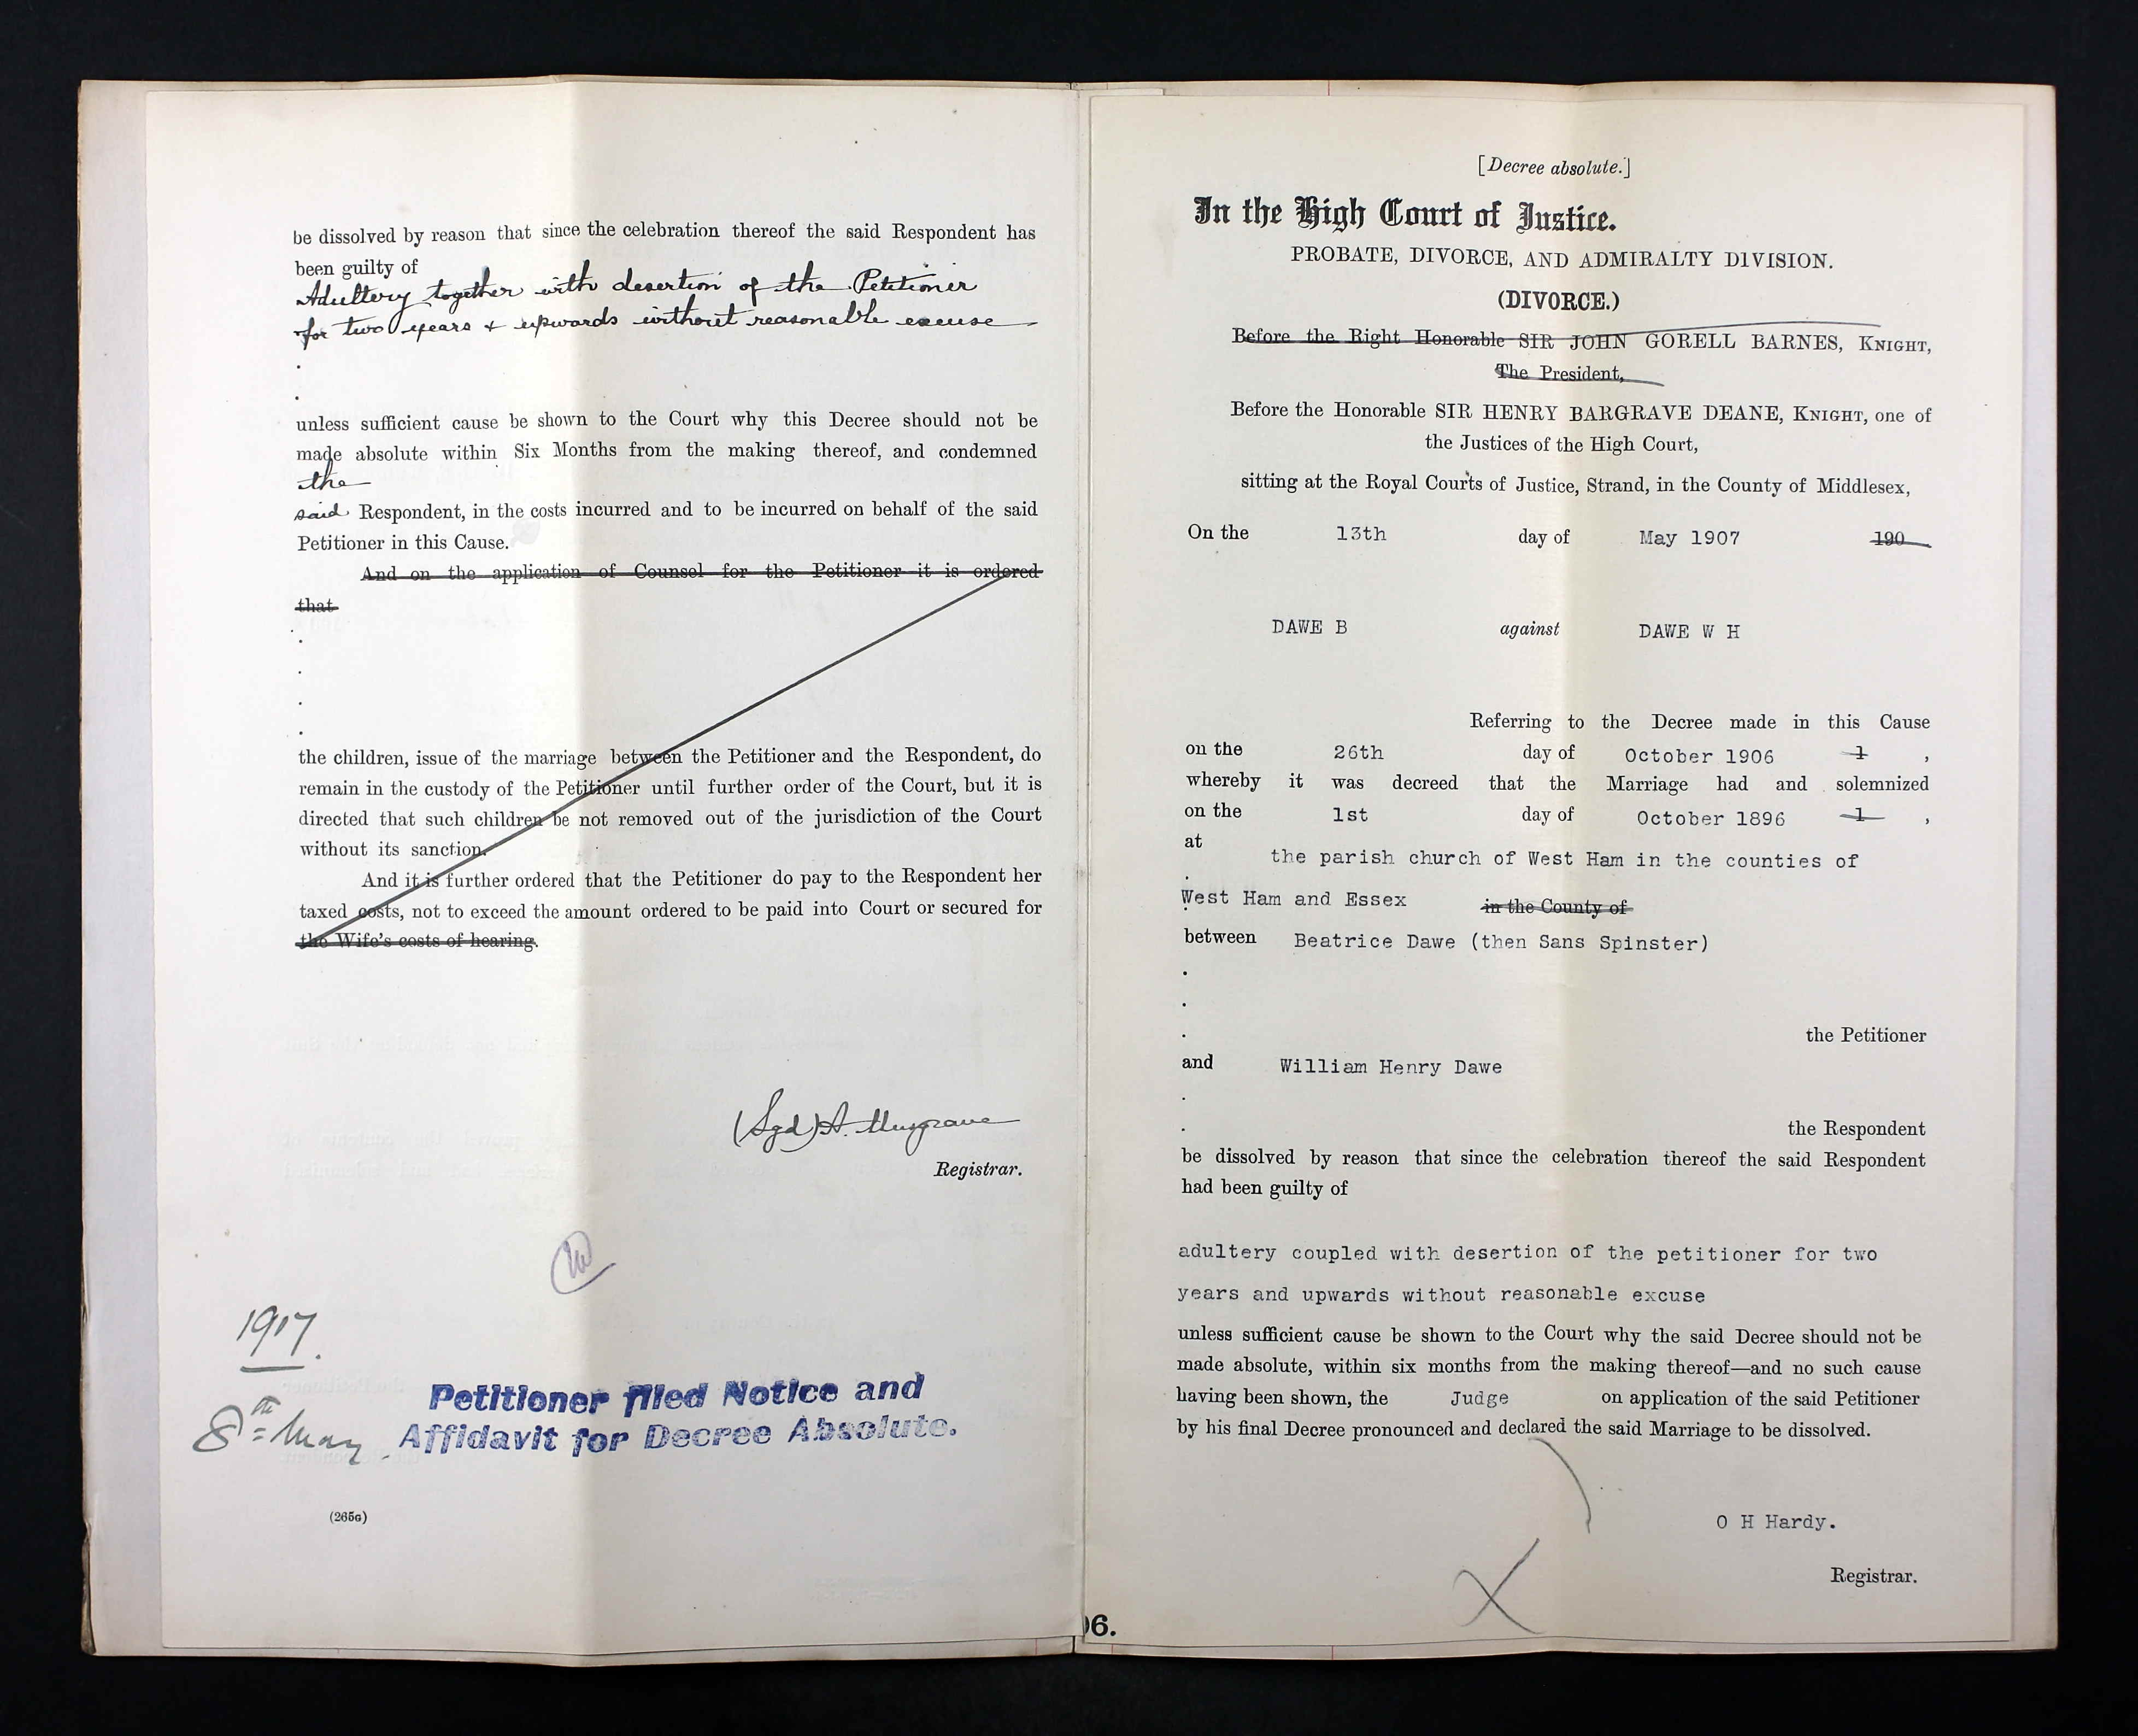 be dissolved by reason that since the celebration thereof the said Respondent has
been guilty of
Adultery together with desertion of the Petitioner
for two years & upwards without reasonable excuse
unless sufficient cause be shown to the Court why this Decree should not be
made absolute within Six Months from the making thereof, and condemned
the
said Respondent, in the costs incurred and to be incurred on behalf of the said
Petitioner in this Cause.
And on the application of Counsel for the Petitioner it is ordered
that
the children, issue of the marriage between the Petitioner and the Respondent, do
remain in the custody of the Petitioner until further order of the Court, but it is
directed that such children be not removed out of the jurisdiction of the Court
without its sanction.
And it is further ordered that the Petitioner do pay to the Respondent her
taxed costs, not to exceed the amount ordered to be paid into Court or secured for
the Wife's costs of hearing.
(Sgd) A. Musgrave
Registrar.
1907.
8th May.
Petitioner filed Notice and
Affidavit for Decree Absolute.
(265G)
[Decree absolute.]
In the High Court of Justice.
PROBATE, DIVORCE, AND ADMIRALTY DIVISION.
(DIVORCE.)
Before the Right Honorable SIR JOHN GORELL BARNES, KNIGHT,
The President,
Before the Honorable SIR HENRY BARGRAVE DEANE, KNIGHT, one of
the Justices of the High Court,
sitting at the Royal Courts of Justice, Strand, in the County of Middlesex,
On the 13th day of May 1907 190
DAWE B against DAWE W H
Referring to the Decree made in this Cause
on the 26th day of October 1906 1 ,
whereby it was decreed that the Marriage had and solemnized
on the 1st day of October 1896 1 ,
at
the parish church of West Ham in the counties of
West Ham and Essex in the County of
between Beatrice Dawe (then Sans Spinster)
the Petitioner
and William Henry Dawe
the Respondent
be dissolved by reason that since the celebration thereof the said Respondent
had been guilty of
adultery coupled with desertion of the petitioner for two
years and upwards without reasonable excuse
unless sufficient cause be shown to the Court why the said Decree should not be
made absolute, within six months from the making thereof—and no such cause
having been shown, the Judge on application of the said Petitioner
by his final Decree pronounced and declared the said Marriage to be dissolved.
O H Hardy.
Registrar.
06.